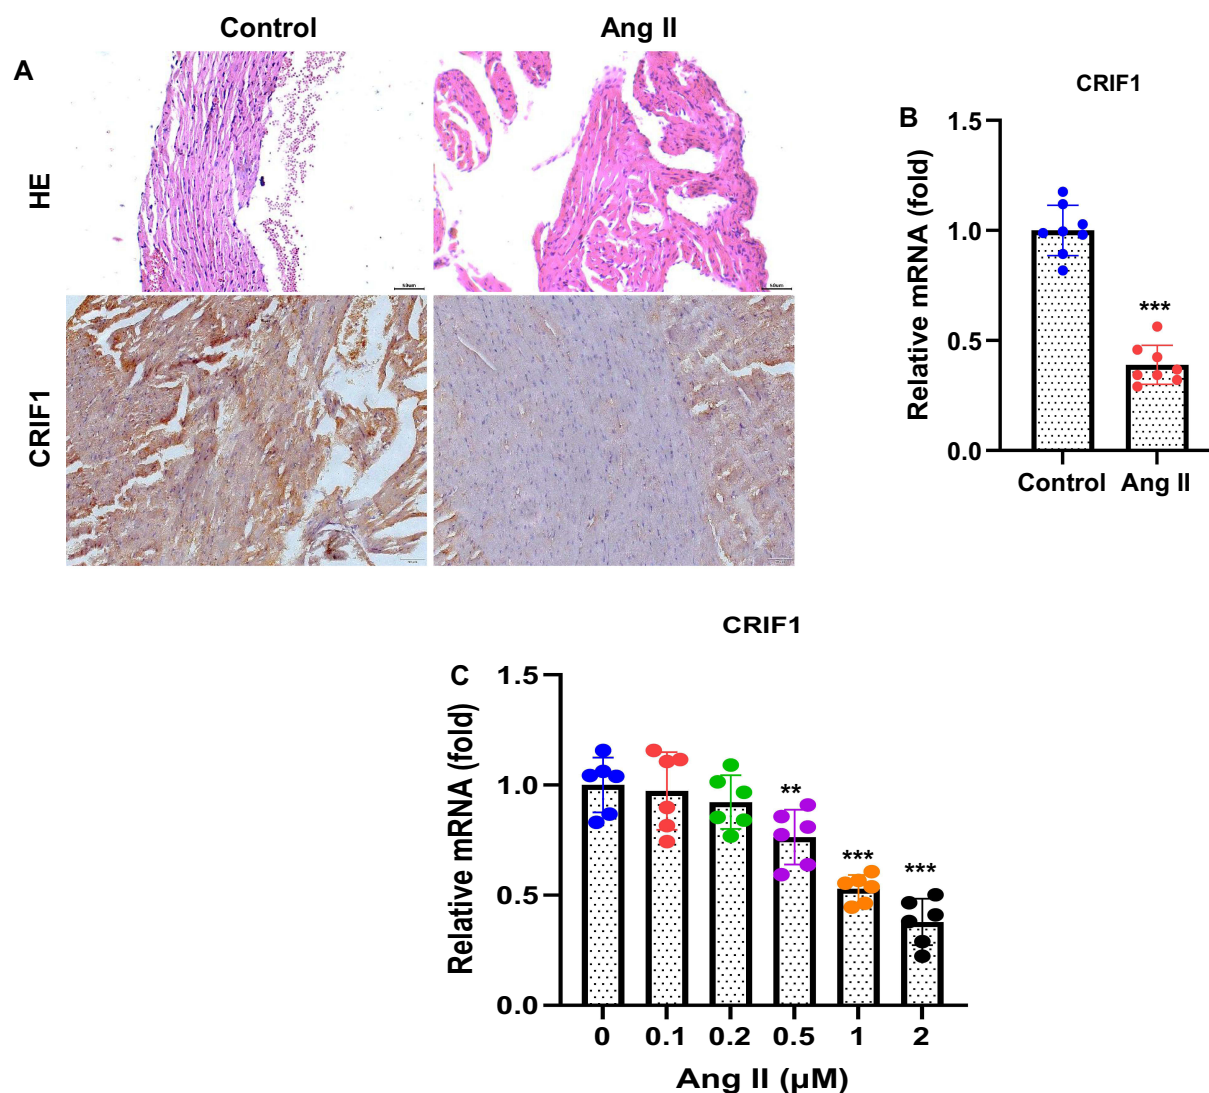 Control
Ang II
A
HE
50um
50um
CRIF1
CRIF1
B
Relative mRNA (fold)
1.5
1.0
0.5
0.0
***
Control
Ang II
CRIF1
C
Relative mRNA (fold)
1.5
1.0
0.5
0.0
**
***
***
0 0.1 0.2 0.5 1 2
Ang II (μM)